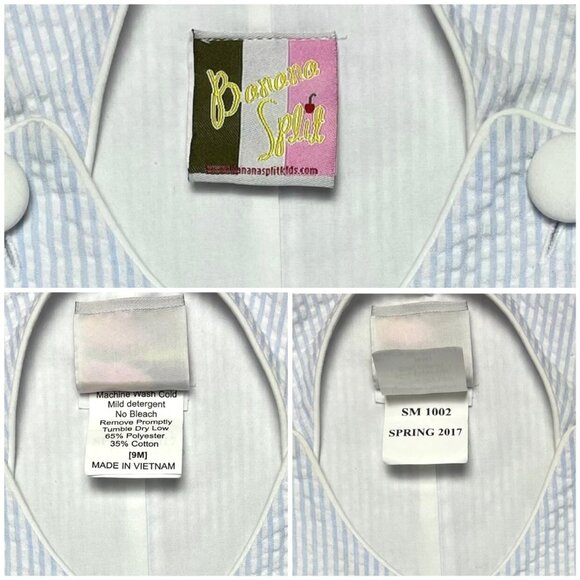 Banana
Split
bananasplitkids.com
Machine Wash Cold
Mild detergent
No Bleach
Remove Promptly
Tumble Dry Low
65% Polyester
35% Cotton
[9M]
MADE IN VIETNAM
SM 1002
SPRING 2017